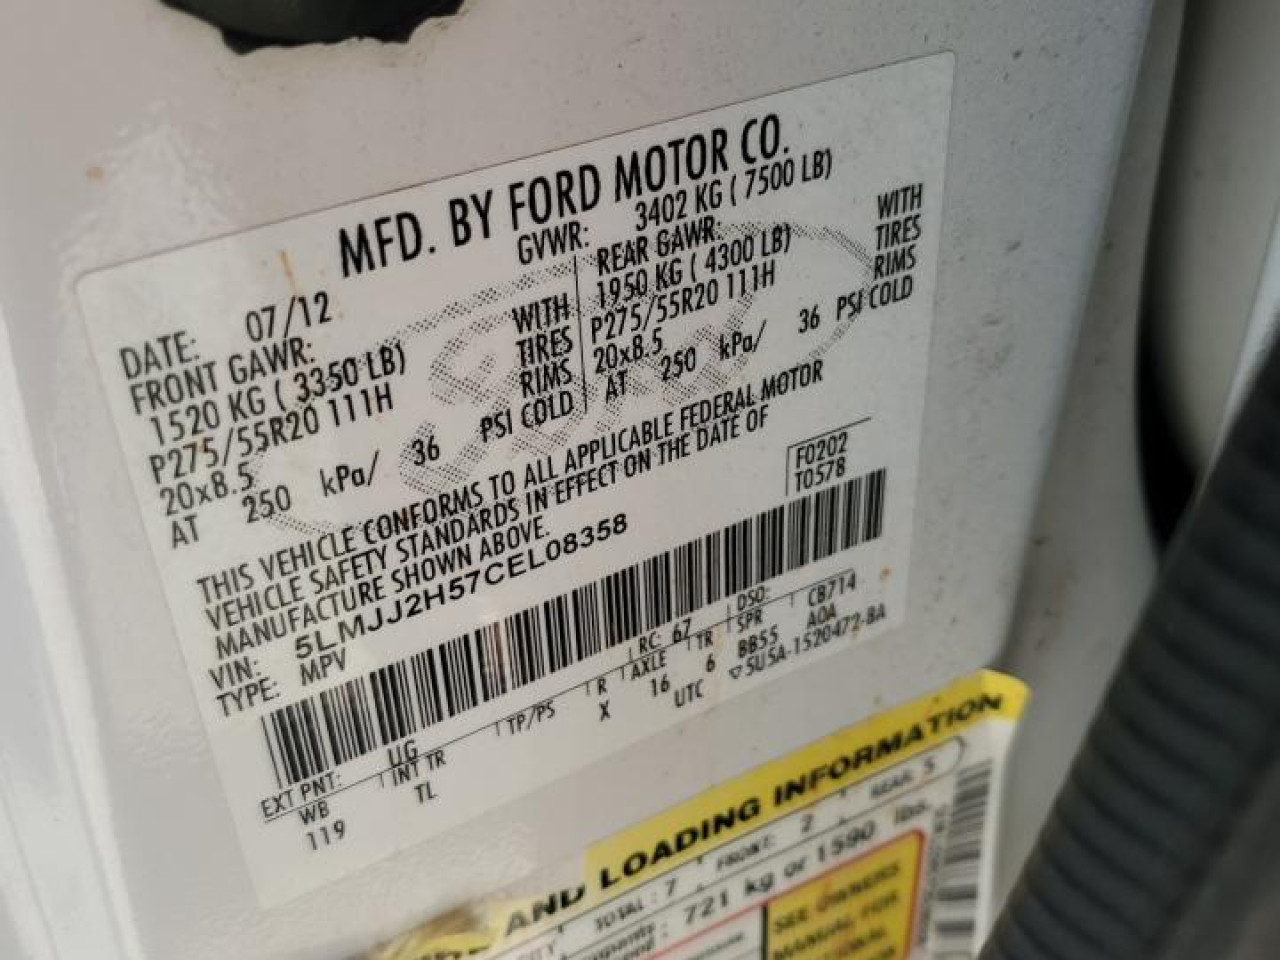 MFD. BY FORD MOTOR CO.
DATE: 07/12 GVWR: 3402 KG ( 7500 LB)
FRONT GAWR: REAR GAWR:
1520 KG ( 3350 LB) WITH 1950 KG ( 4300 LB) WITH
P275/55R20 111H TIRES P275/55R20 111H TIRES
20x8.5 RIMS 20x8.5 RIMS
AT 250 kPa/ 36 PSI COLD AT 250 kPa/ 36 PSI COLD
THIS VEHICLE CONFORMS TO ALL APPLICABLE FEDERAL MOTOR
VEHICLE SAFETY STANDARDS IN EFFECT ON THE DATE OF
MANUFACTURE SHOWN ABOVE.
F0202
T0578
VIN: 5LMJJ2H57CEL08358
TYPE: MPV
EXT PNT: UG RC: 67 DSO: CB714
WB INT TR TP/PS R AXLE TR SPR AOA
119 TL X 16 6 BB55
UTC ▽5U5A-1520472-BA
AND LOADING INFORMATION
TOTAL: 7 FRONT: 2 REAR: 5
721 kg or 1590 lbs.
SEE OWNERS
MANUAL FOR